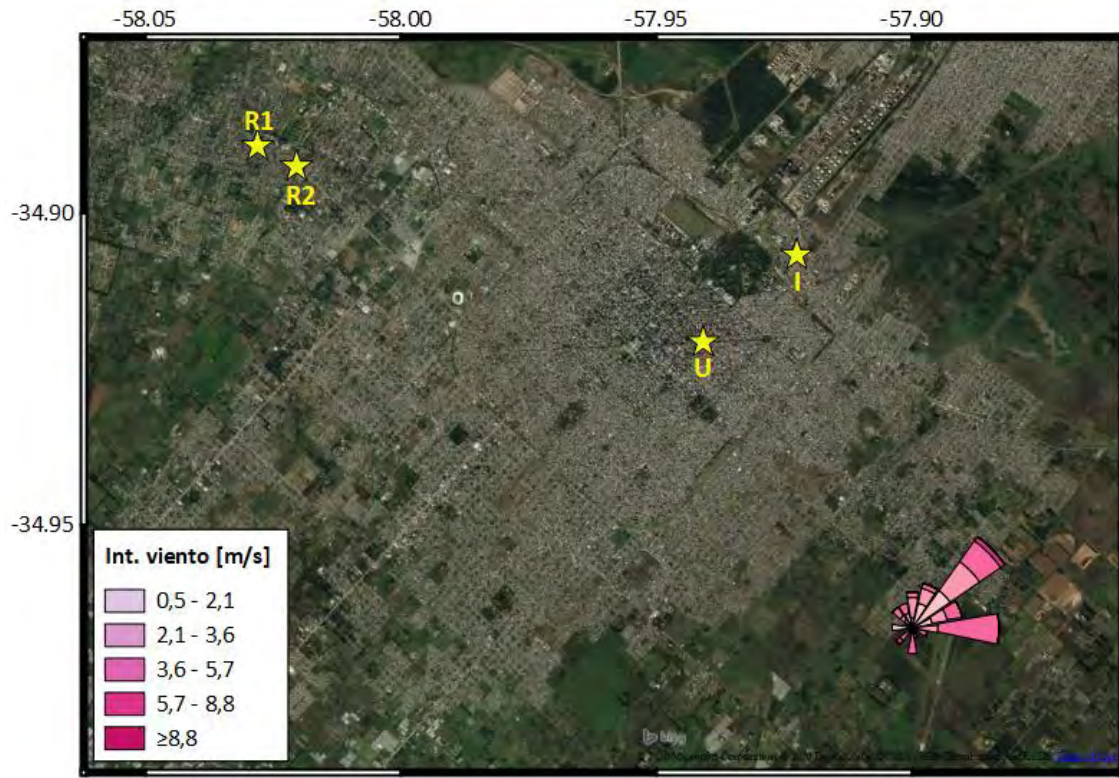 -58.05 -58.00 -57.95 -57.90
R1
R2
-34.90
I
U
-34.95
Int. viento [m/s]
0,5 - 2,1
2,1 - 3,6
3,6 - 5,7
5,7 - 8,8
≥8,8
bing